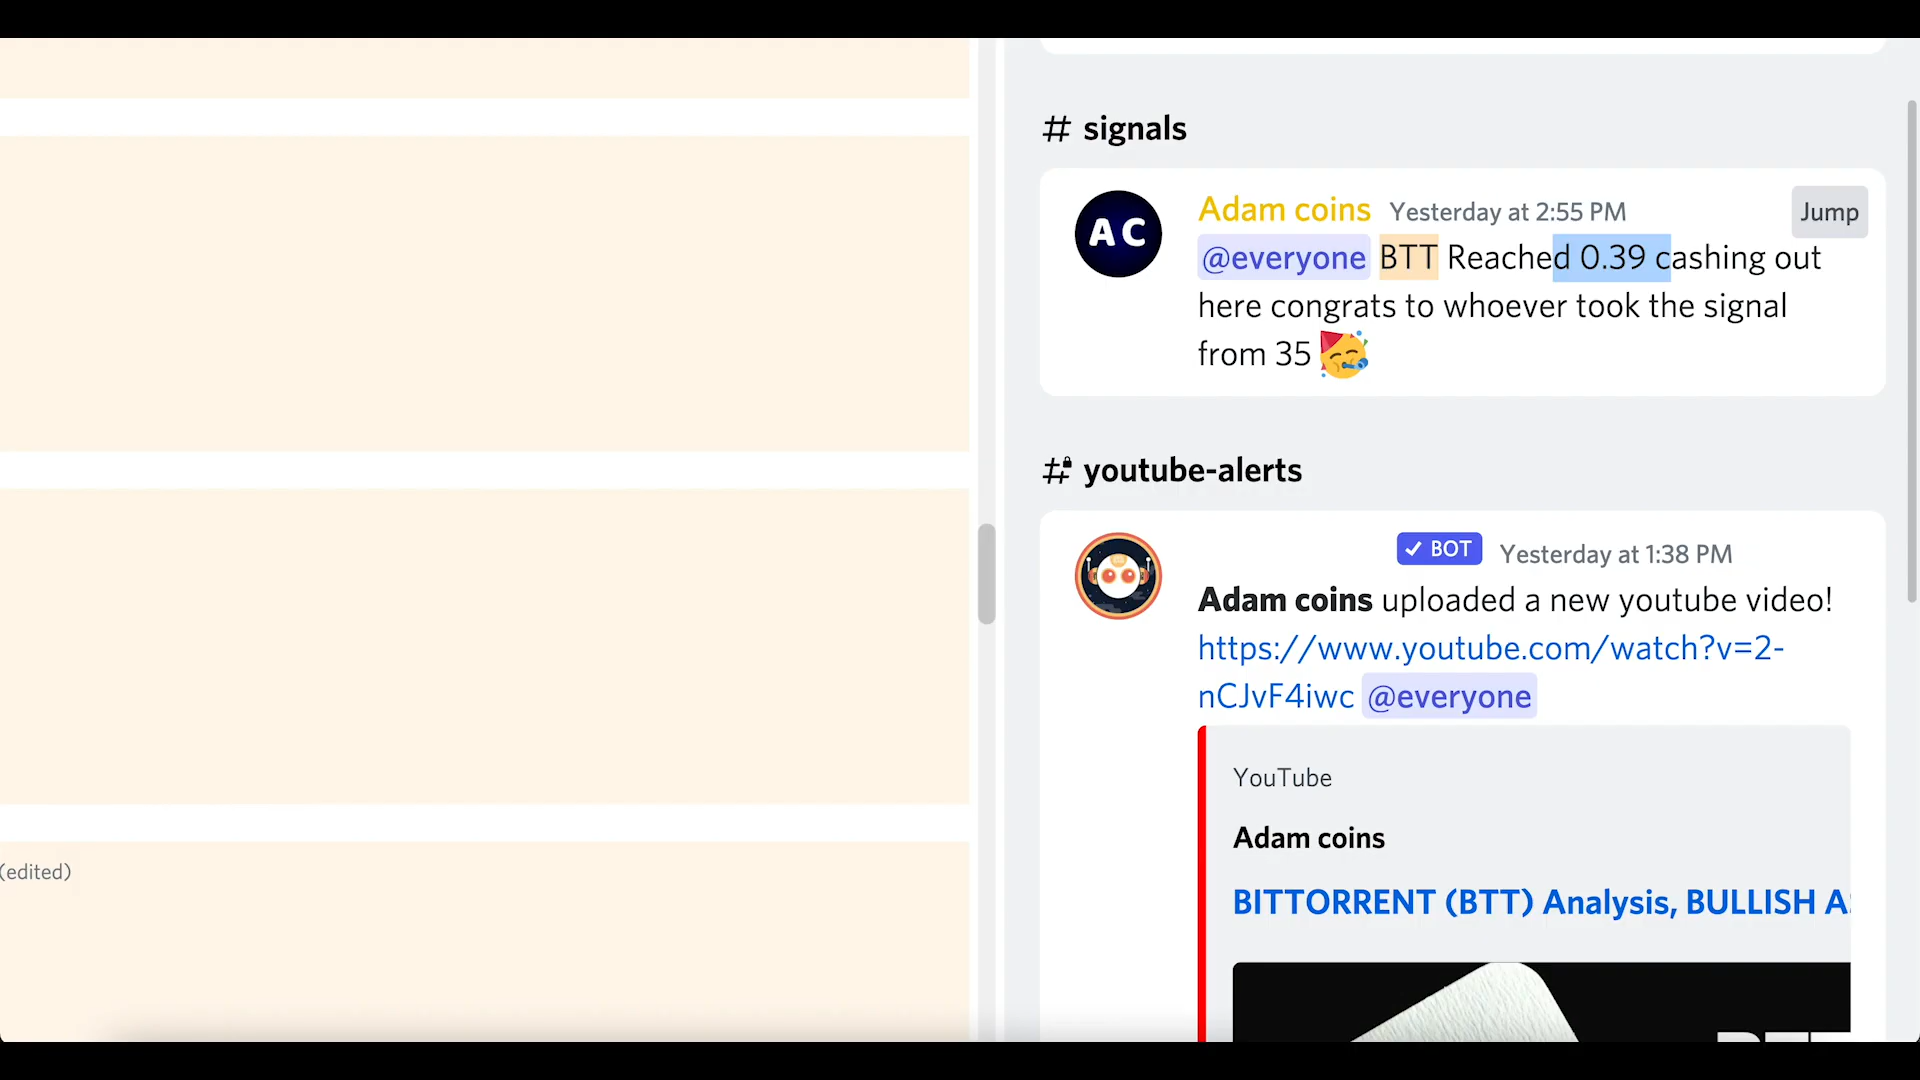 # signals
AC
Adam coins Yesterday at 2:55 PM
Jump
@everyone BTT Reached 0.39 cashing out
here congrats to whoever took the signal
from 35 🥳
# youtube-alerts
✓ BOT Yesterday at 1:38 PM
Adam coins uploaded a new youtube video!
https://www.youtube.com/watch?v=2-
nCJvF4iwc @everyone
YouTube
Adam coins
BITTORRENT (BTT) Analysis, BULLISH
(edited)